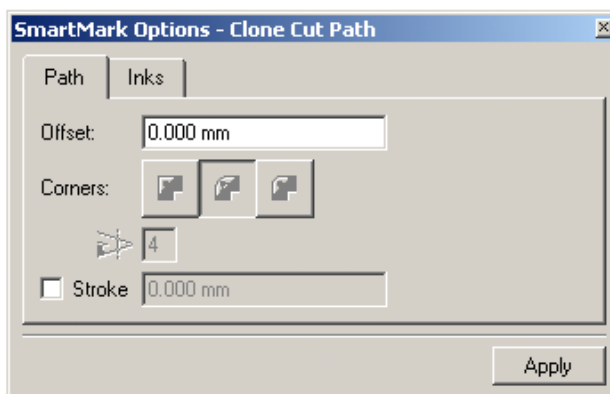 SmartMark Options - Clone Cut Path
Path Inks
Offset: 0.000 mm
Corners:
4
Stroke 0.000 mm
Apply